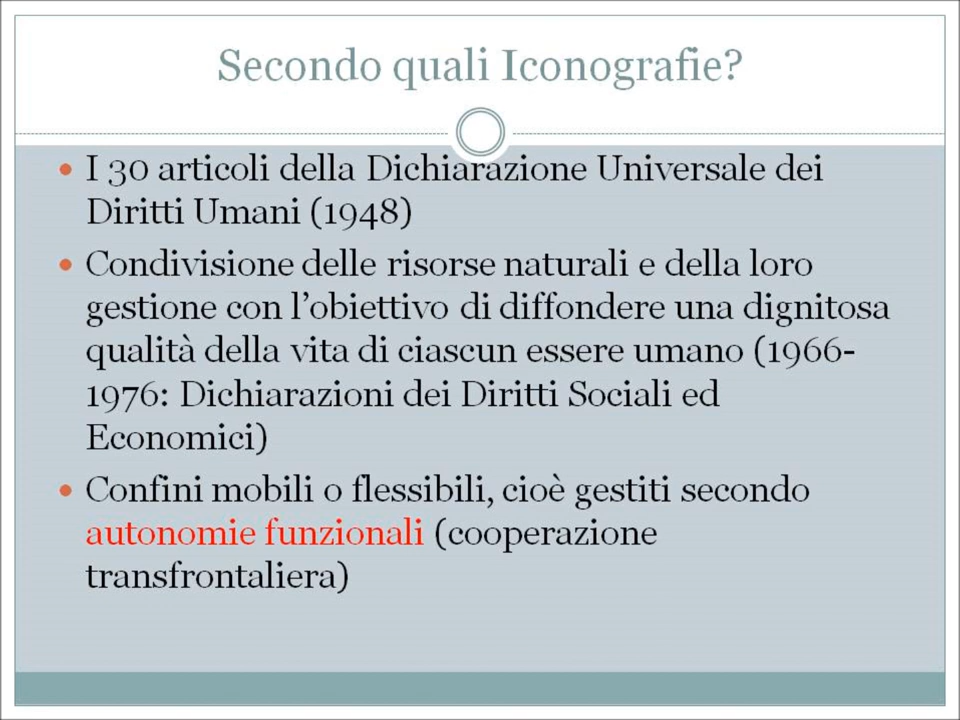 Secondo quali Iconografie?
• I 30 articoli della Dichiarazione Universale dei
Diritti Umani (1948)
• Condivisione delle risorse naturali e della loro
gestione con l'obiettivo di diffondere una dignitosa
qualità della vita di ciascun essere umano (1966-
1976: Dichiarazioni dei Diritti Sociali ed
Economici)
• Confini mobili o flessibili, cioè gestiti secondo
autonomie funzionali (cooperazione
transfrontaliera)